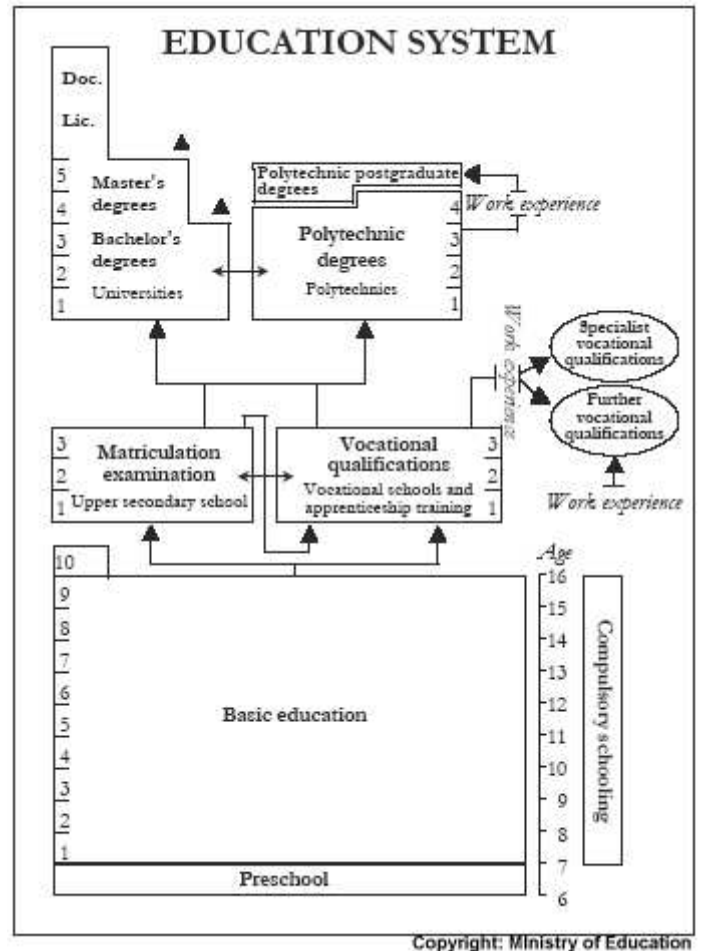 EDUCATION SYSTEM
Doc.
Lic.
5
4
3
2
1
Master's
degrees
Bachelor's
degrees
Universities
Polytechnic postgraduate
degrees
Polytechnic
degrees
Polytechnics
4
3
2
1
Work experience
Work experience
Specialist
vocational
qualifications
Further
vocational
qualifications
Work experience
3
2
1
Matriculation
examination
Upper secondary school
Vocational
qualifications
Vocational schools and
apprenticeship training
3
2
1
10
9
8
7
6
5
4
3
2
1
Basic education
Preschool
Age
16
15
14
13
12
11
10
9
8
7
6
Compulsory schooling
Copyright: Ministry of Education